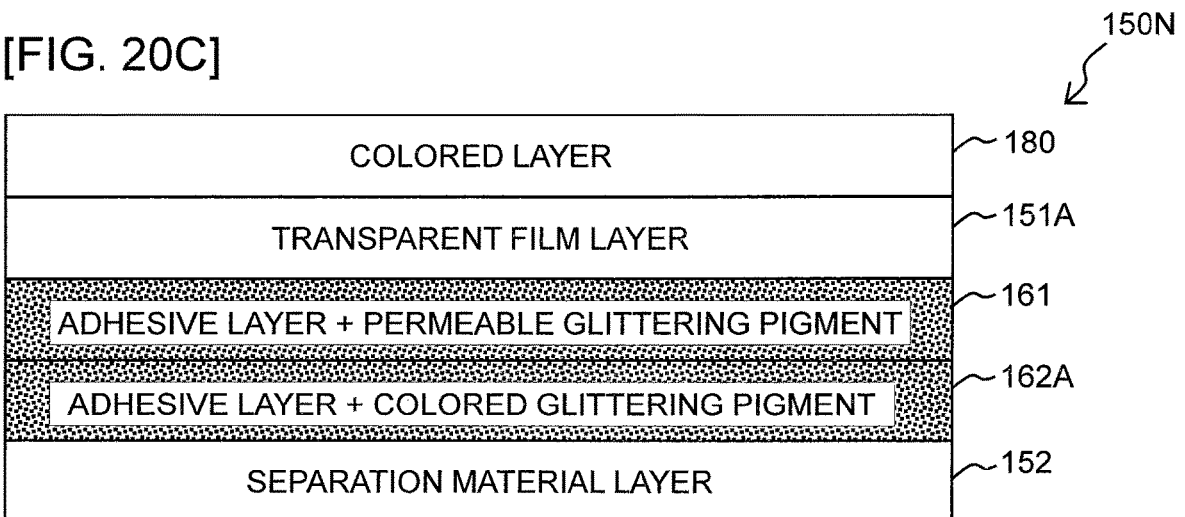 150N
[FIG. 20C]
COLORED LAYER 180
TRANSPARENT FILM LAYER 151A
ADHESIVE LAYER + PERMEABLE GLITTERING PIGMENT 161
ADHESIVE LAYER + COLORED GLITTERING PIGMENT 162A
SEPARATION MATERIAL LAYER 152